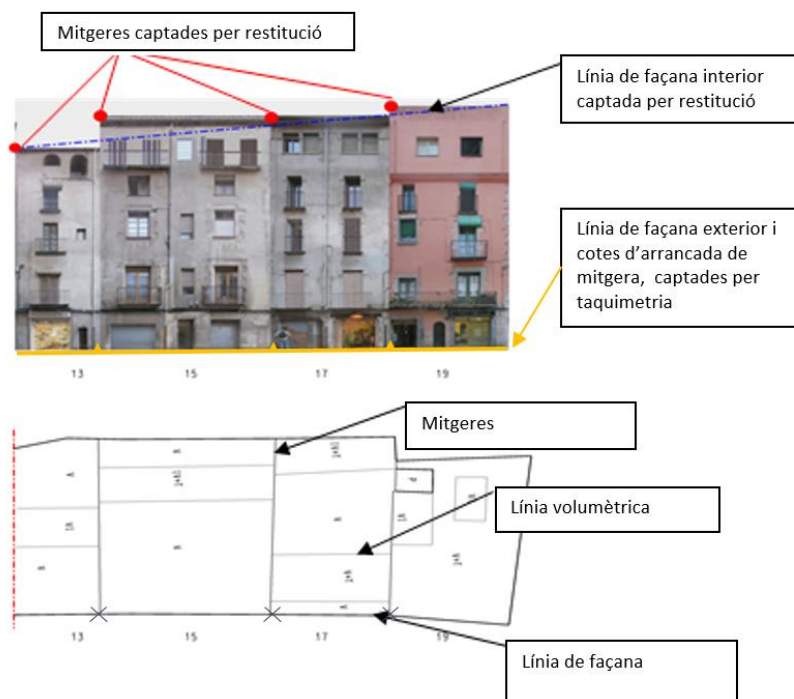 Mitgeres captades per restitució
Línia de façana interior
captada per restitució
Línia de façana exterior i
cotes d'arrancada de
mitgera, captades per
taquimetria
13 15 17 19
Mitgeres
Línia volumètrica
Línia de façana
13 15 17 19